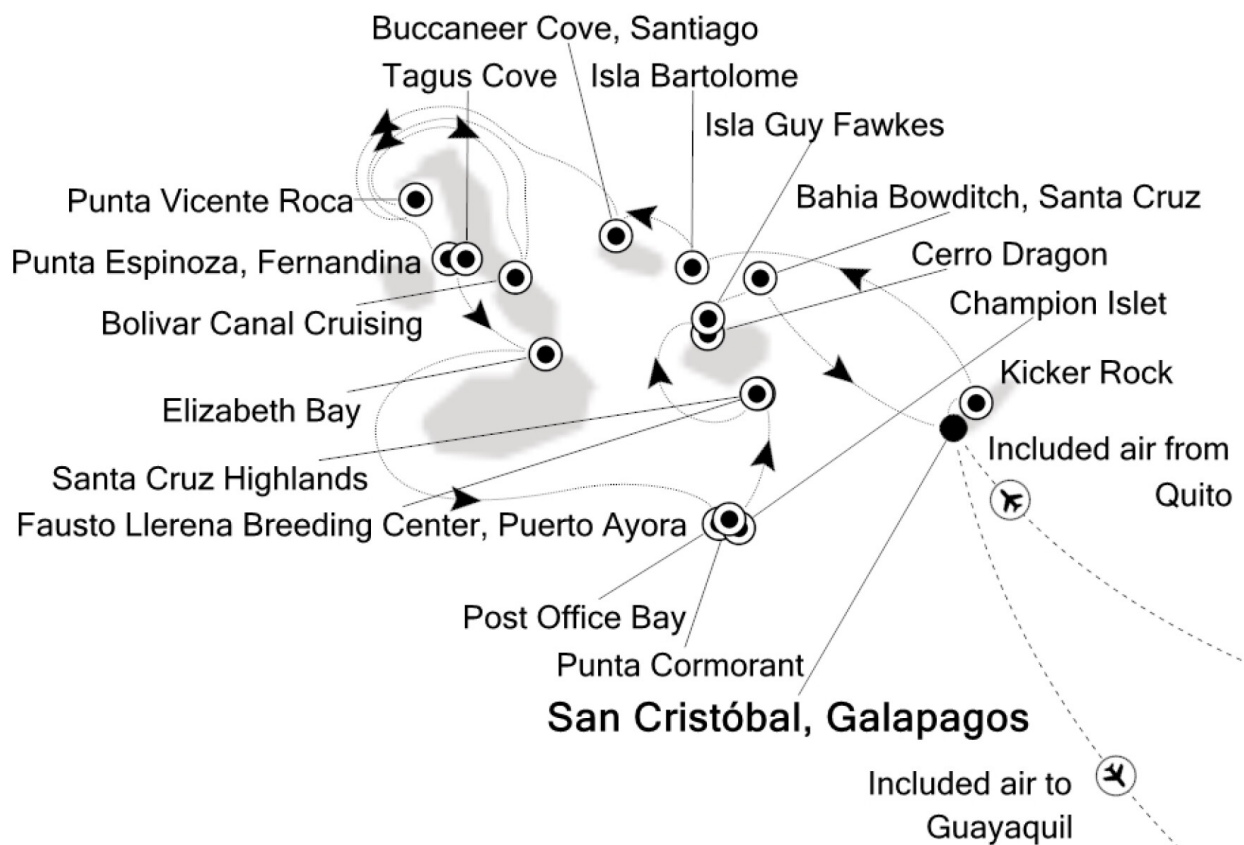 Buccaneer Cove, Santiago
Tagus Cove
Isla Bartolome
Isla Guy Fawkes
Punta Vicente Roca
Bahia Bowditch, Santa Cruz
Punta Espinoza, Fernandina
Cerro Dragon
Bolivar Canal Cruising
Champion Islet
Kicker Rock
Elizabeth Bay
Included air from
Quito
Santa Cruz Highlands
Fausto Llerena Breeding Center, Puerto Ayora
Post Office Bay
Punta Cormorant
San Cristóbal, Galapagos
Included air to
Guayaquil